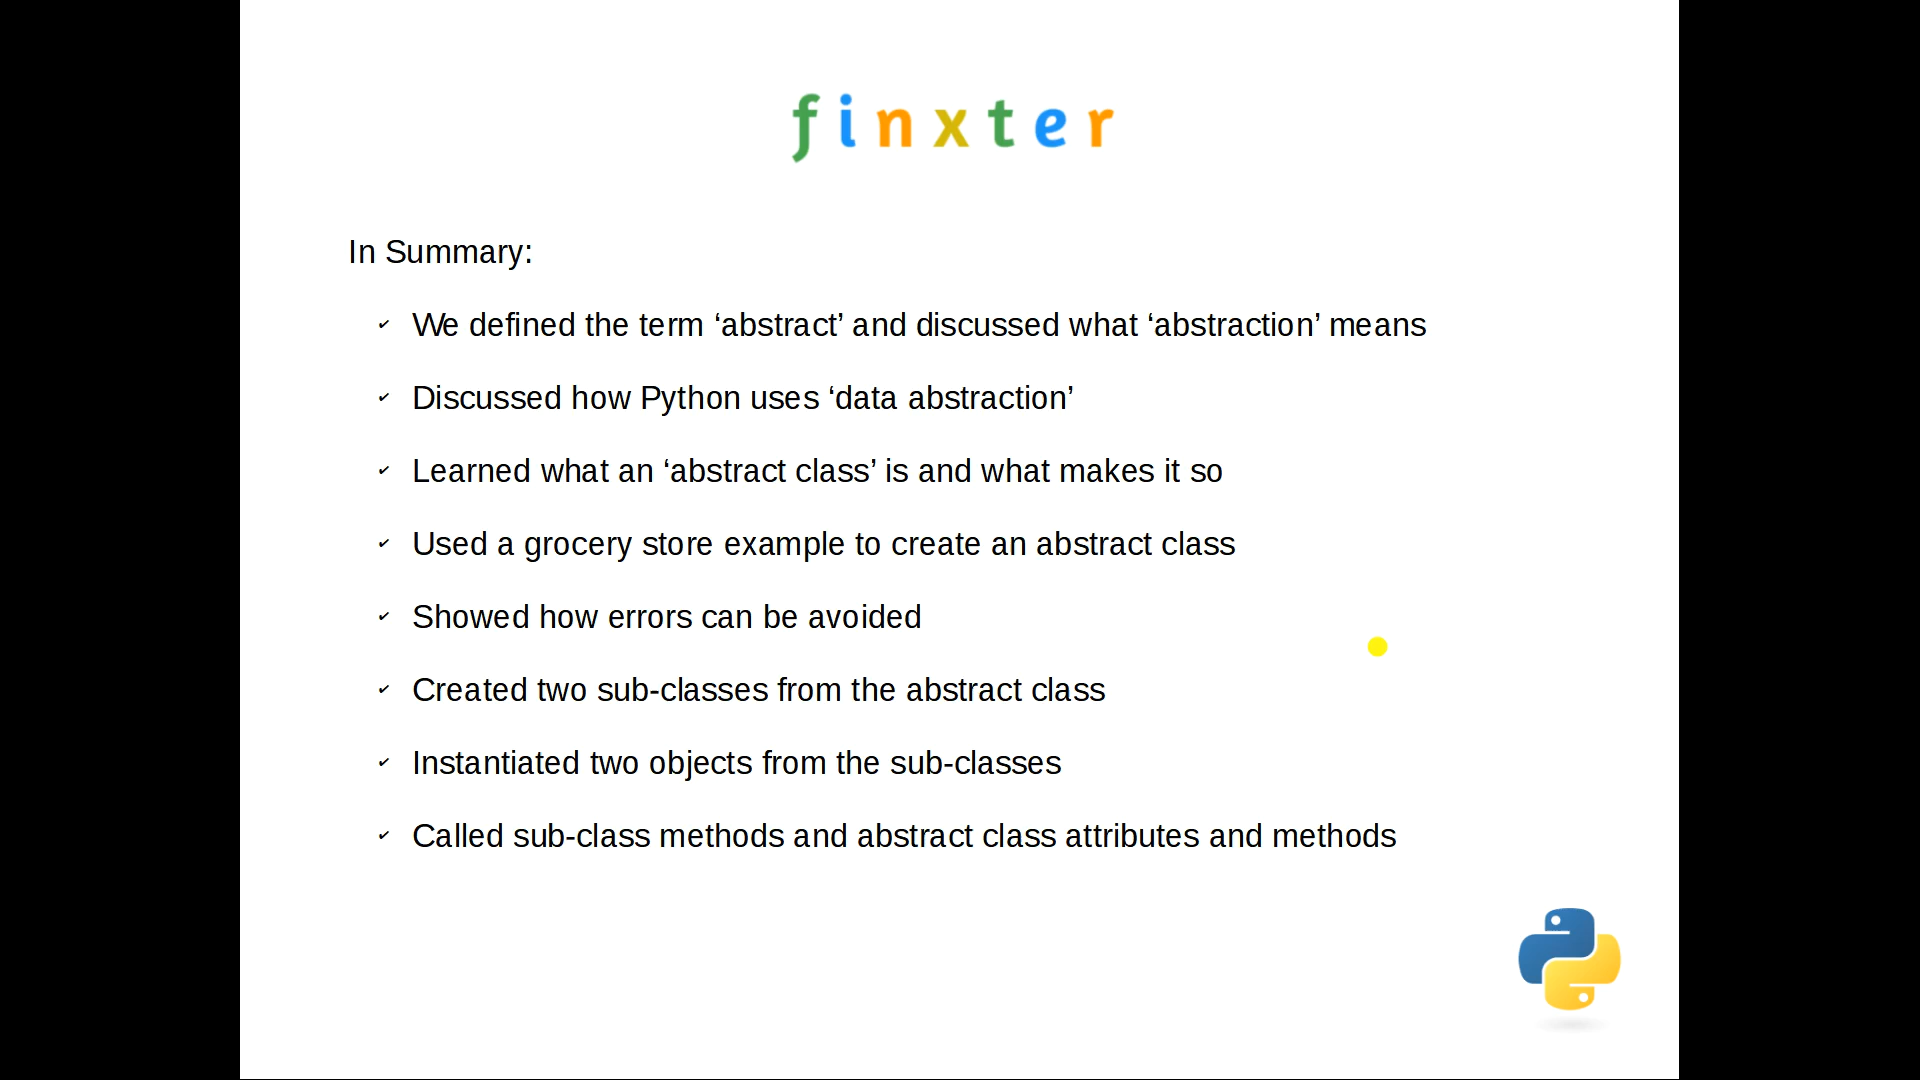 finxter
In Summary:
✓ We defined the term ‘abstract’ and discussed what ‘abstraction’ means
✓ Discussed how Python uses ‘data abstraction’
✓ Learned what an ‘abstract class’ is and what makes it so
✓ Used a grocery store example to create an abstract class
✓ Showed how errors can be avoided
✓ Created two sub-classes from the abstract class
✓ Instantiated two objects from the sub-classes
✓ Called sub-class methods and abstract class attributes and methods